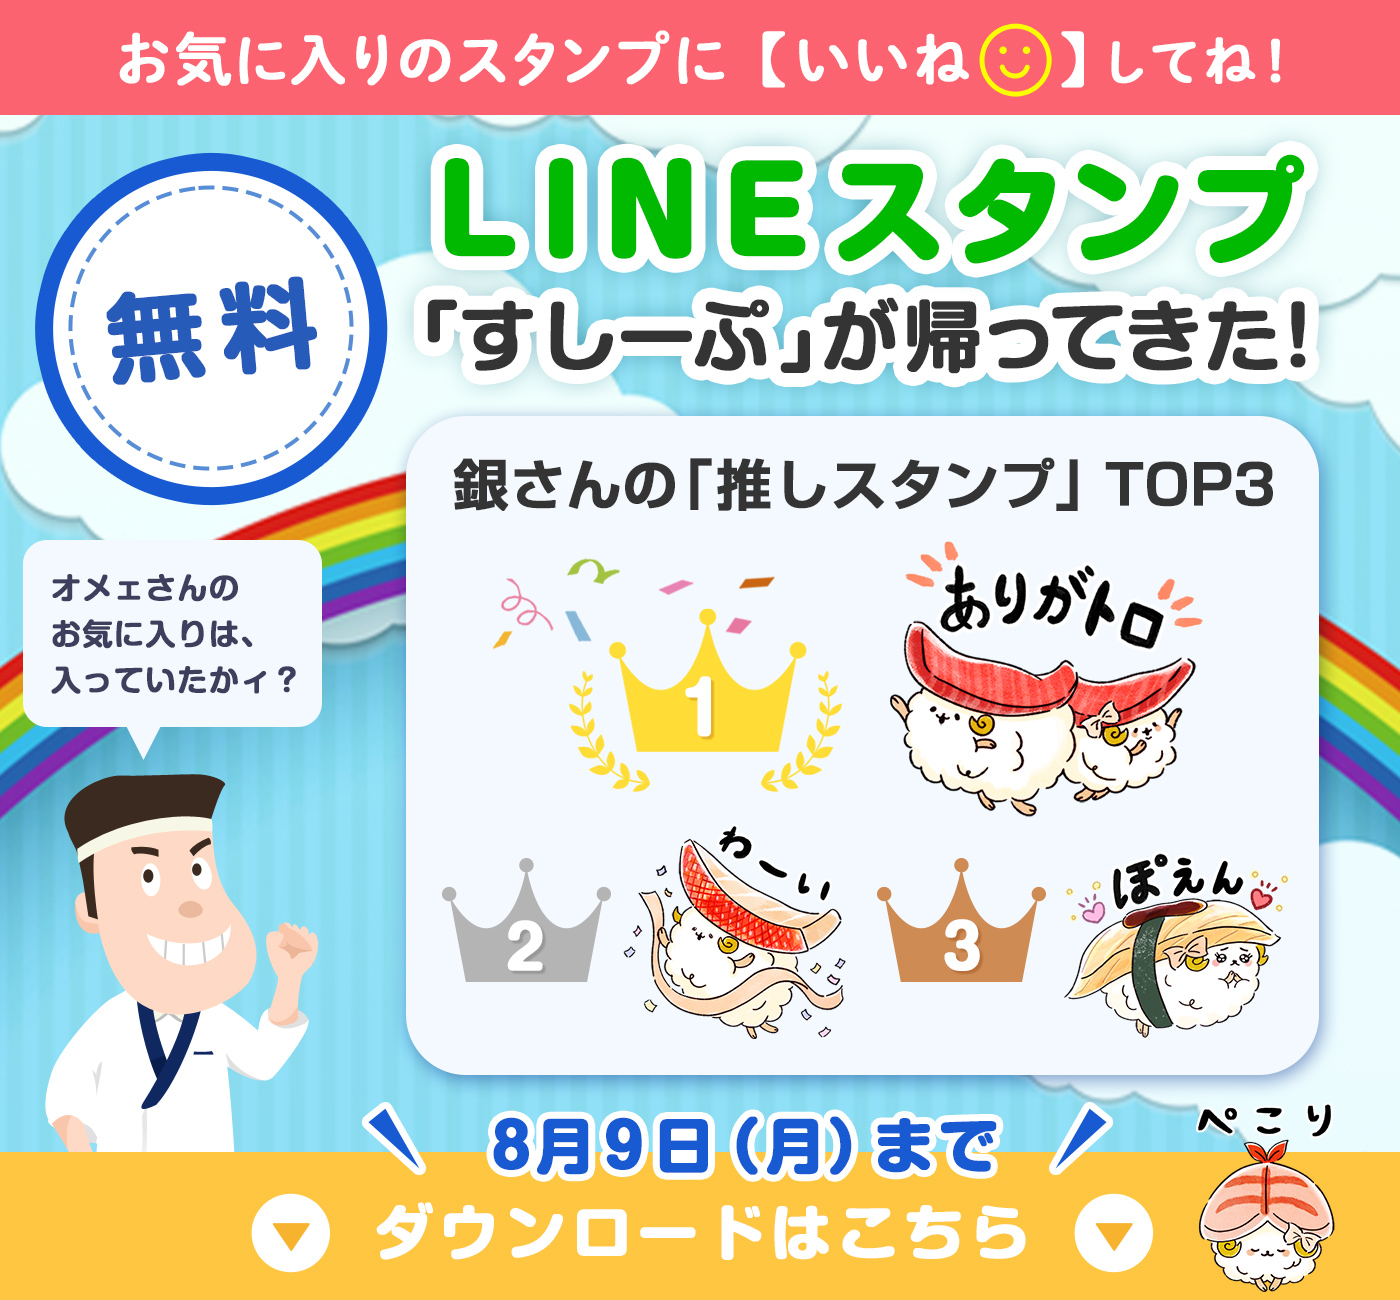 お気に入りのスタンプに【いいね】してね！
無料
LINEスタンプ
「すしーぷ」が帰ってきた！
銀さんの「推しスタンプ」TOP3
オメェさんの
お気に入りは、
入っていたかィ？
1
ありがトロ
2
わーい
3
ぽえん
8月9日（月）まで
ダウンロードはこちら
ぺこり